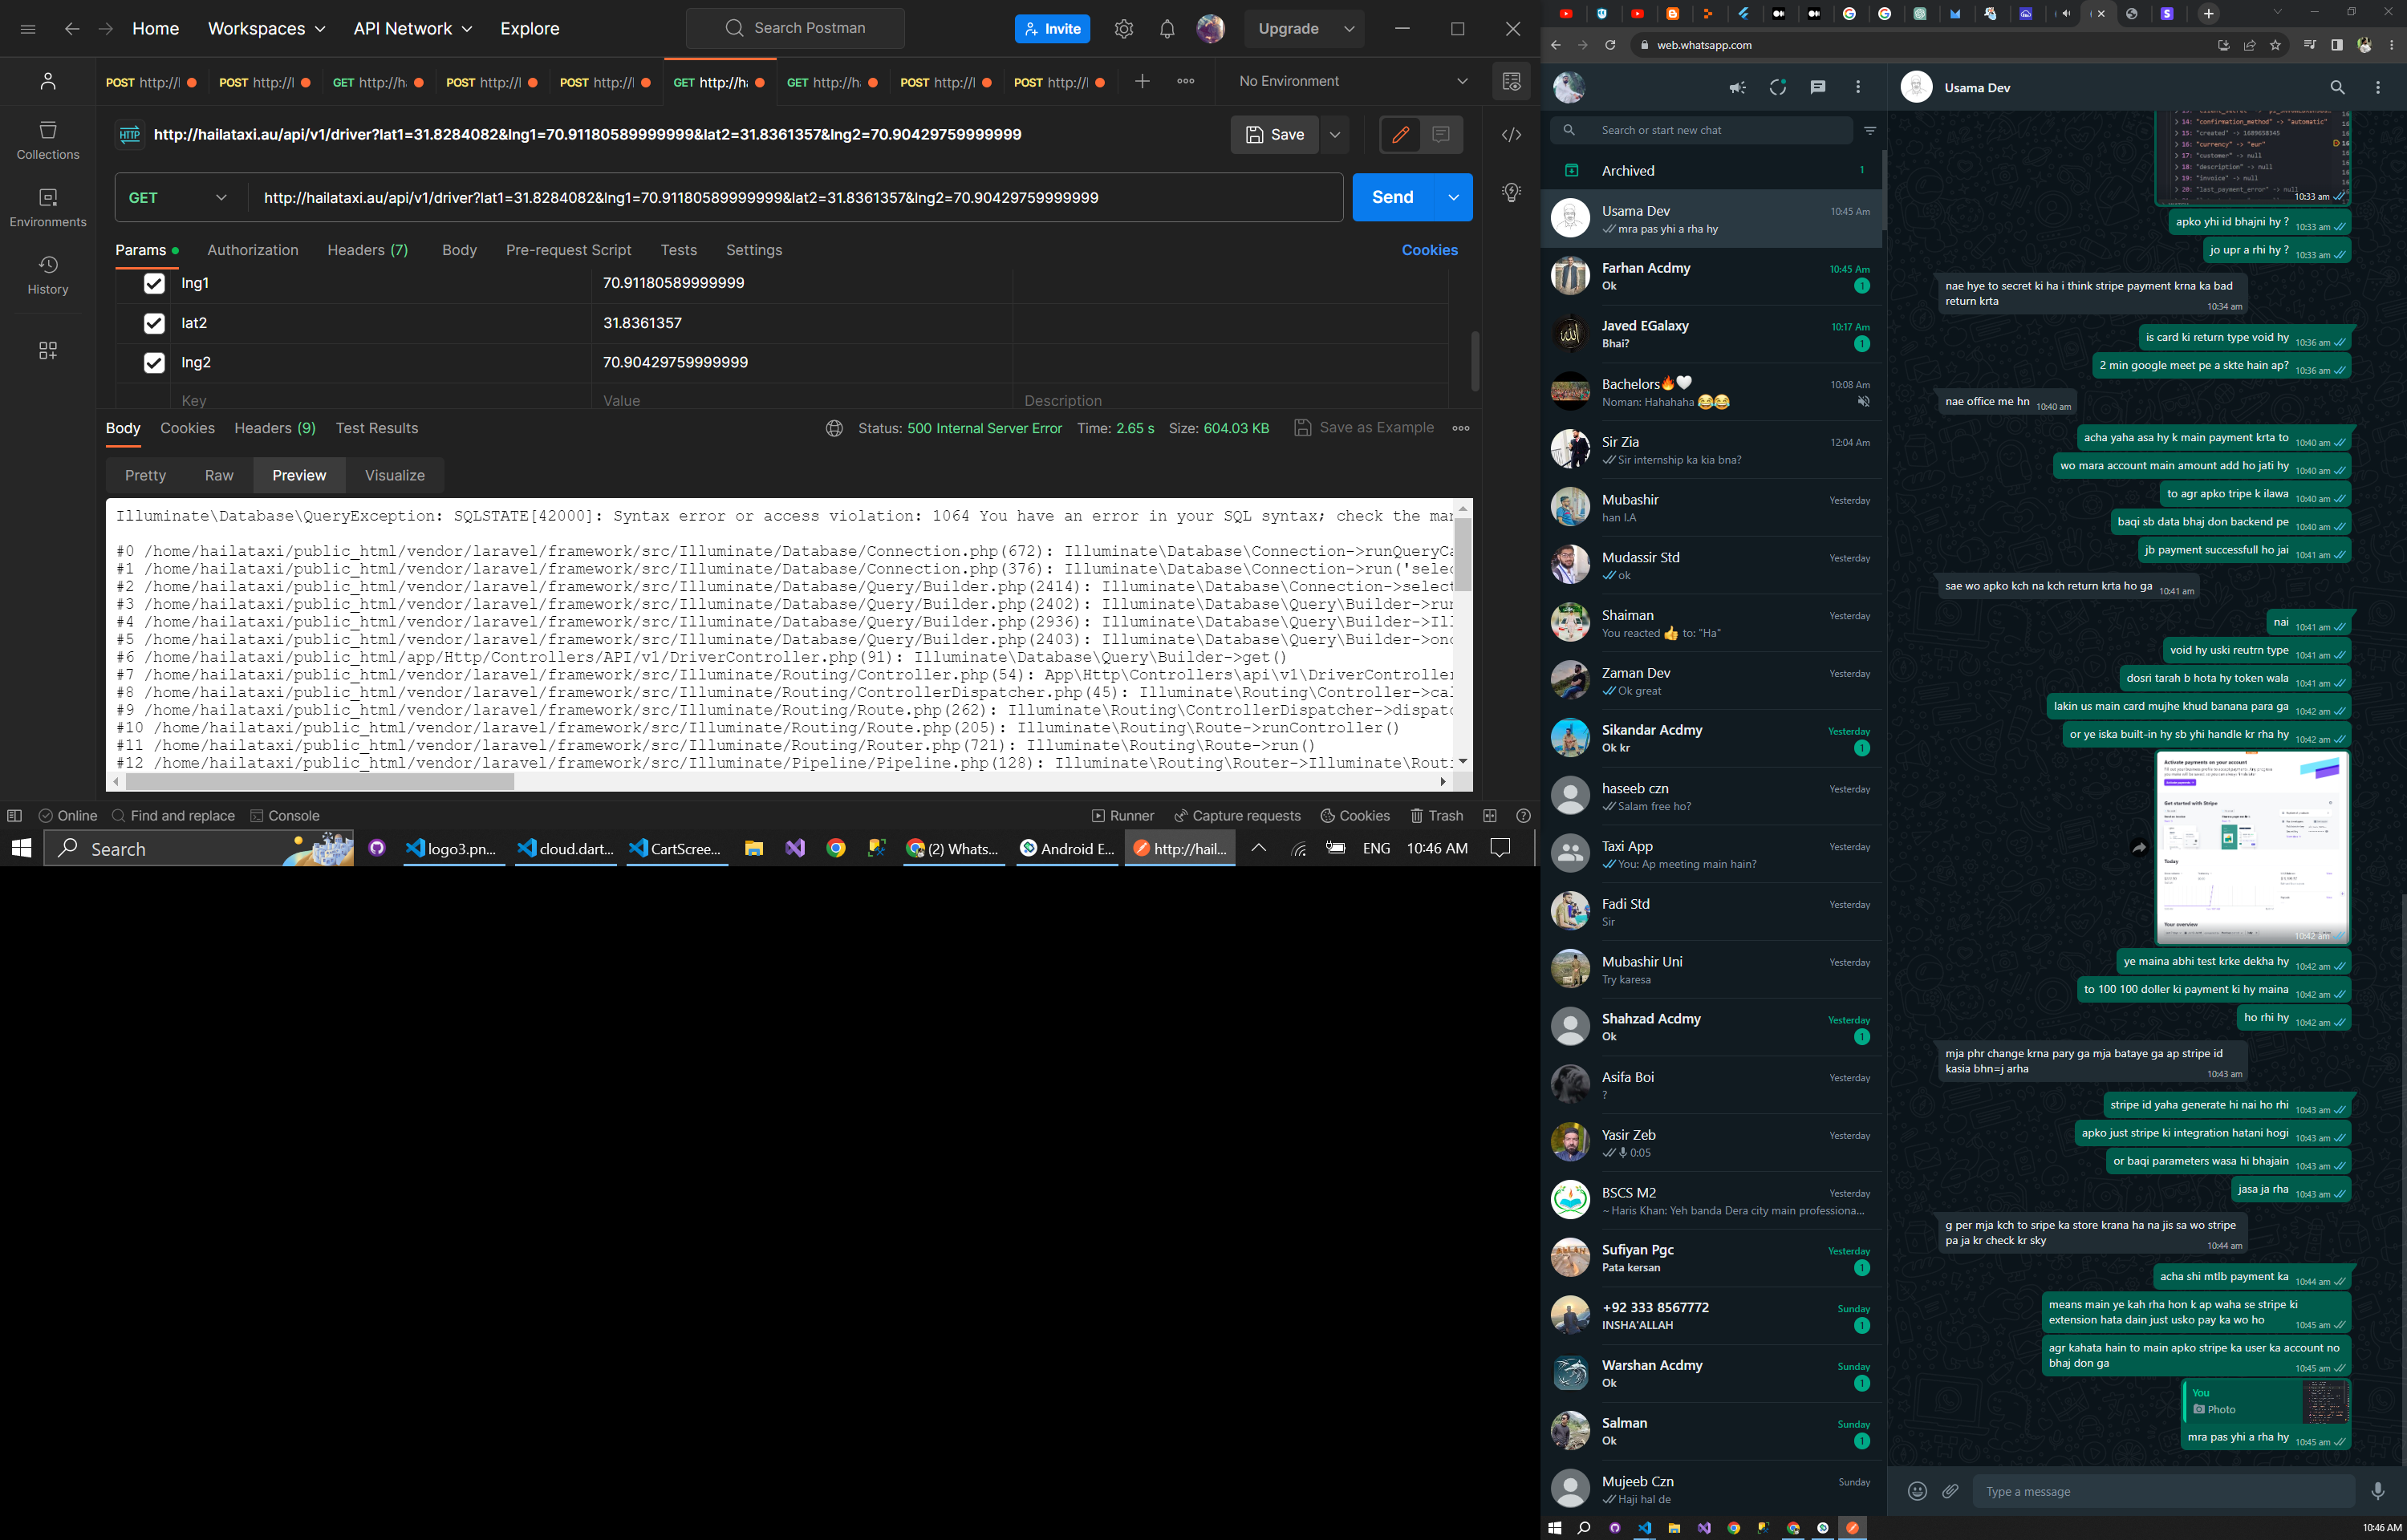 Home
Workspaces
API Network
Explore
Search Postman
Invite
Upgrade
POST http://l
POST http://l
GET http://h
POST http://l
POST http://l
GET http://h
GET http://h
POST http://l
POST http://l
No Environment
http://hailataxi.au/api/v1/driver?lat1=31.8284082&lng1=70.91180589999999&lat2=31.8361357&lng2=70.90429759999999
Save
GET
http://hailataxi.au/api/v1/driver?lat1=31.8284082&lng1=70.91180589999999&lat2=31.8361357&lng2=70.90429759999999
Send
Collections
Environments
History
Params
Authorization
Headers (7)
Body
Pre-request Script
Tests
Settings
Cookies
lng1 70.91180589999999
lat2 31.8361357
lng2 70.90429759999999
Key Value Description
Body Cookies Headers (9) Test Results
Status: 500 Internal Server Error Time: 2.65 s Size: 604.03 KB Save as Example
Pretty Raw Preview Visualize
Illuminate\Database\QueryException: SQLSTATE[42000]: Syntax error or access violation: 1064 You have an error in your SQL syntax; check the mar
#0 /home/hailataxi/public_html/vendor/laravel/framework/src/Illuminate/Database/Connection.php(672): Illuminate\Database\Connection->runQueryCa
#1 /home/hailataxi/public_html/vendor/laravel/framework/src/Illuminate/Database/Connection.php(376): Illuminate\Database\Connection->run('selec
#2 /home/hailataxi/public_html/vendor/laravel/framework/src/Illuminate/Database/Query/Builder.php(2414): Illuminate\Database\Connection->select
#3 /home/hailataxi/public_html/vendor/laravel/framework/src/Illuminate/Database/Query/Builder.php(2402): Illuminate\Database\Query\Builder->run
#4 /home/hailataxi/public_html/vendor/laravel/framework/src/Illuminate/Database/Query/Builder.php(2936): Illuminate\Database\Query\Builder->Ill
#5 /home/hailataxi/public_html/vendor/laravel/framework/src/Illuminate/Database/Query/Builder.php(2403): Illuminate\Database\Query\Builder->onc
#6 /home/hailataxi/public_html/app/Http/Controllers/API/v1/DriverController.php(91): Illuminate\Database\Query\Builder->get()
#7 /home/hailataxi/public_html/vendor/laravel/framework/src/Illuminate/Routing/Controller.php(54): App\Http\Controllers\api\v1\DriverController
#8 /home/hailataxi/public_html/vendor/laravel/framework/src/Illuminate/Routing/ControllerDispatcher.php(45): Illuminate\Routing\Controller->cal
#9 /home/hailataxi/public_html/vendor/laravel/framework/src/Illuminate/Routing/Route.php(262): Illuminate\Routing\ControllerDispatcher->dispatc
#10 /home/hailataxi/public_html/vendor/laravel/framework/src/Illuminate/Routing/Route.php(205): Illuminate\Routing\Route->runController()
#11 /home/hailataxi/public_html/vendor/laravel/framework/src/Illuminate/Routing/Router.php(721): Illuminate\Routing\Route->run()
#12 /home/hailataxi/public_html/vendor/laravel/framework/src/Illuminate/Pipeline/Pipeline.php(128): Illuminate\Routing\Router->Illuminate\Rout
Online Find and replace Console
Runner Capture requests Cookies Trash
Search
logo3.pn...
cloud.dart...
CartScree...
(2) Whats...
Android E...
http://hail...
ENG
10:46 AM
web.whatsapp.com
Search or start new chat
Archived 1
Usama Dev 10:45 Am
mra pas yhi a rha hy
Farhan Acdmy 10:45 Am
Ok 1
Javed EGalaxy 10:17 Am
Bhai? 1
Bachelors🔥🤍 10:08 Am
Noman: Hahahaha 😂😂
Sir Zia 12:04 Am
Sir internship ka kia bna?
Mubashir Yesterday
han I.A
Mudassir Std Yesterday
ok
Shaiman Yesterday
You reacted 👍 to: "Ha"
Zaman Dev Yesterday
Ok great
Sikandar Acdmy Yesterday
Ok kr 1
haseeb czn Yesterday
Salam free ho?
Taxi App Yesterday
You: Ap meeting main hain?
Fadi Std Yesterday
Sir
Mubashir Uni Yesterday
Try karesa
Shahzad Acdmy Yesterday
Ok 1
Asifa Boi Yesterday
?
Yasir Zeb Yesterday
0:05
BSCS M2 Yesterday
~ Haris Khan: Yeh banda Dera city main professiona...
Sufiyan Pgc Yesterday
Pata kersan 1
+92 333 8567772 Sunday
INSHA'ALLAH 1
Warshan Acdmy Sunday
Ok 1
Salman Sunday
Ok 1
Mujeeb Czn Sunday
Haji hal de
Usama Dev
14: "confirmation_method" -> "automatic"
15: "created" -> 1689658345
16: "currency" -> "eur"
17: "customer" -> null
18: "description" -> null
19: "invoice" -> null
20: "last_payment_error" -> null
10:33 am
apko yhi id bhajni hy ? 10:33 am
jo upr a rhi hy ? 10:33 am
nae hye to secret ki ha i think stripe payment krna ka bad
return krta 10:34 am
is card ki return type void hy 10:36 am
2 min google meet pe a skte hain ap? 10:36 am
nae office me hn 10:40 am
acha yaha asa hy k main payment krta to 10:40 am
wo mara account main amount add ho jati hy 10:40 am
to agr apko tripe k ilawa 10:40 am
baqi sb data bhaj don backend pe 10:40 am
jb payment successfull ho jai 10:41 am
sae wo apko kch na kch return krta ho ga 10:41 am
nai 10:41 am
void hy uski reutrn type 10:41 am
dosri tarah b hota hy token wala 10:41 am
lakin us main card mujhe khud banana para ga 10:42 am
or ye iska built-in hy sb yhi handle kr rha hy 10:42 am
Activate payments on your account
Get started with Stripe
Today
Your overview
10:42 am
ye maina abhi test krke dekha hy 10:42 am
to 100 100 doller ki payment ki hy maina 10:42 am
ho rhi hy 10:42 am
mja phr change krna pary ga mja bataye ga ap stripe id
kasia bhn=j arha 10:43 am
stripe id yaha generate hi nai ho rhi 10:43 am
apko just stripe ki integration hatani hogi 10:43 am
or baqi parameters wasa hi bhajain 10:43 am
jasa ja rha 10:43 am
g per mja kch to sripe ka store krana ha na jis sa wo stripe
pa ja kr check kr sky 10:44 am
acha shi mtlb payment ka 10:44 am
means main ye kah rha hon k ap waha se stripe ki
extension hata dain just usko pay ka wo ho 10:45 am
agr kahata hain to main apko stripe ka user ka account no
bhaj don ga 10:45 am
You
Photo
mra pas yhi a rha hy 10:45 am
Type a message
10:46 AM